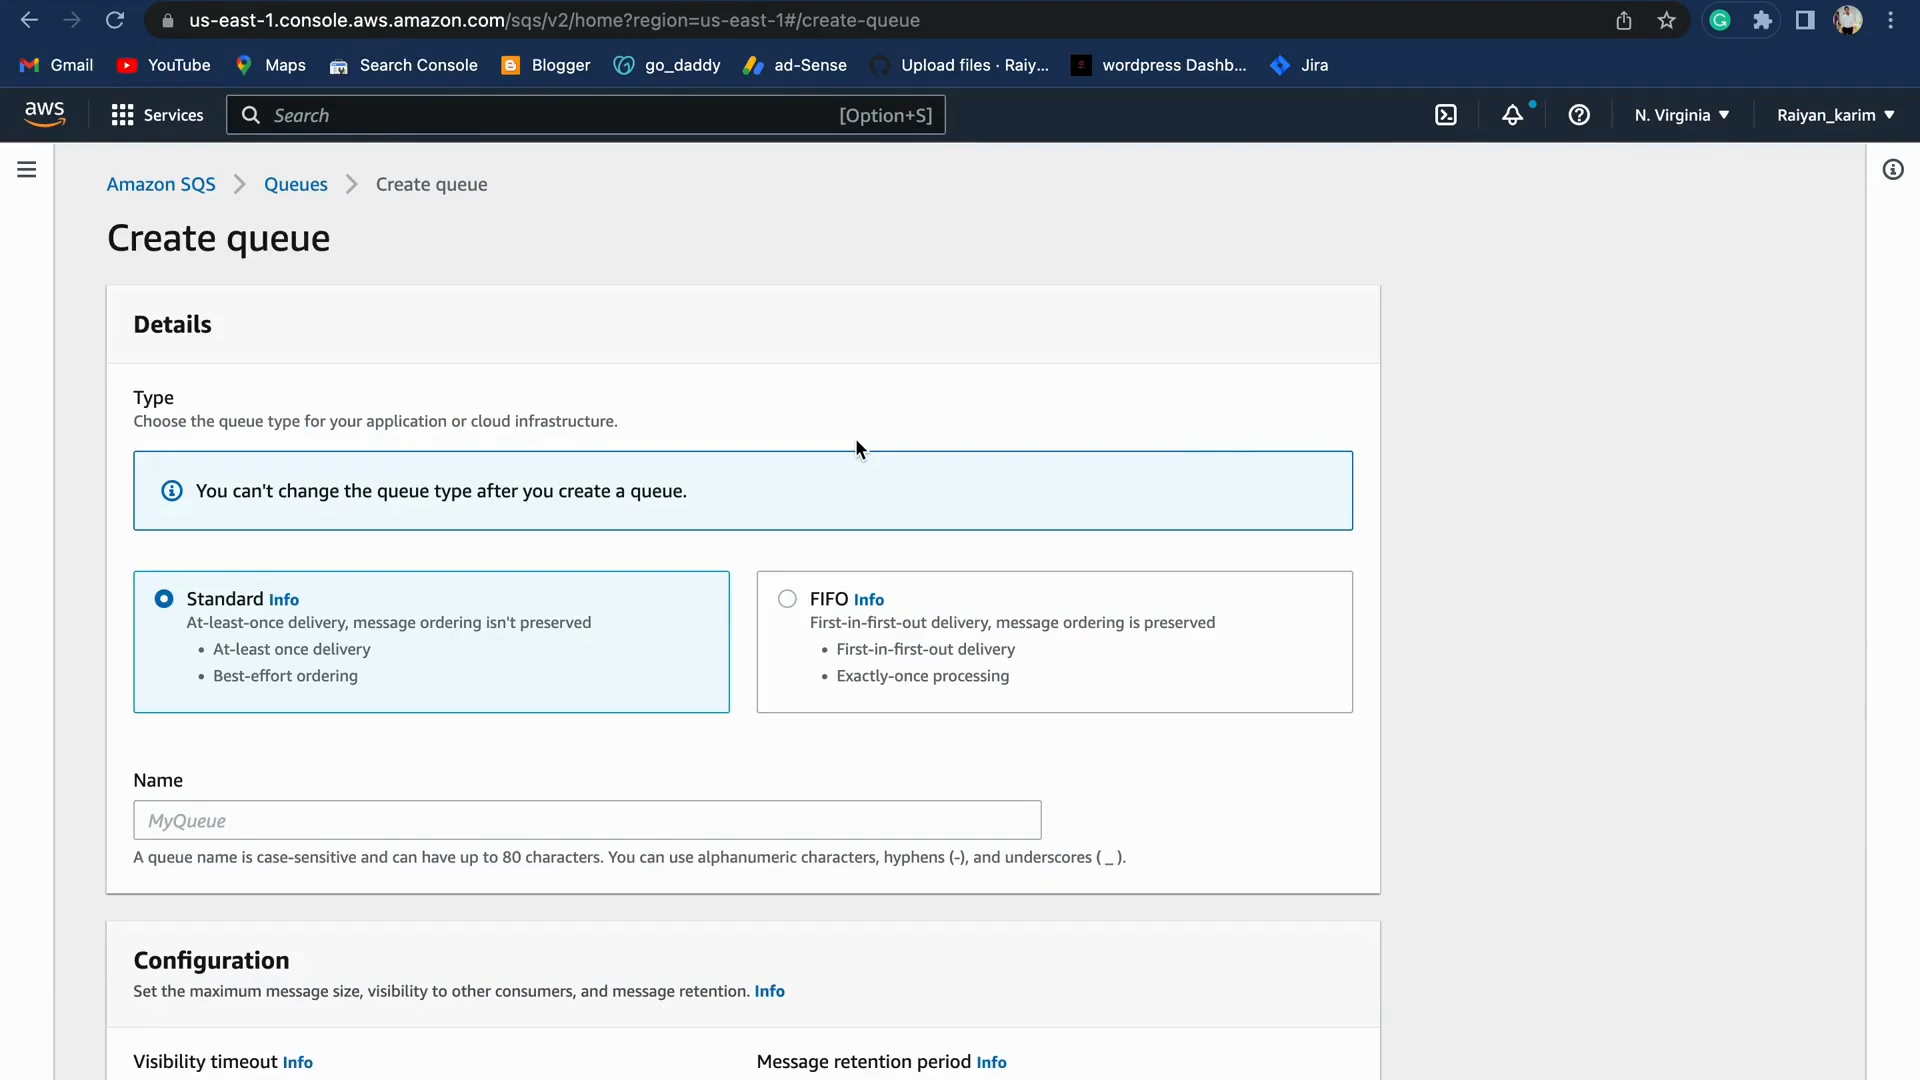 us-east-1.console.aws.amazon.com/sqs/v2/home?region=us-east-1#/create-queue
Gmail YouTube Maps Search Console Blogger go_daddy ad-Sense Upload files · Raiy... wordpress Dashb... Jira
aws Services Search [Option+S] N. Virginia Raiyan_karim
Amazon SQS Queues Create queue
Create queue
Details
Type
Choose the queue type for your application or cloud infrastructure.
You can't change the queue type after you create a queue.
Standard Info
At-least-once delivery, message ordering isn't preserved
• At-least once delivery
• Best-effort ordering
FIFO Info
First-in-first-out delivery, message ordering is preserved
• First-in-first-out delivery
• Exactly-once processing
Name
MyQueue
A queue name is case-sensitive and can have up to 80 characters. You can use alphanumeric characters, hyphens (-), and underscores ( _ ).
Configuration
Set the maximum message size, visibility to other consumers, and message retention. Info
Visibility timeout Info
Message retention period Info